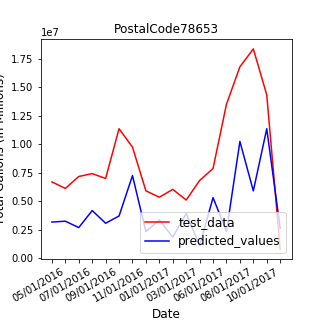 PostalCode78653
1e7
1.75
1.50
1.25
1.00
0.75
0.50
0.25
0.00
Gallons (in Millions)
test_data
predicted_values
05/01/2016
07/01/2016
09/01/2016
11/01/2016
01/01/2017
03/01/2017
06/01/2017
08/01/2017
10/01/2017
Date